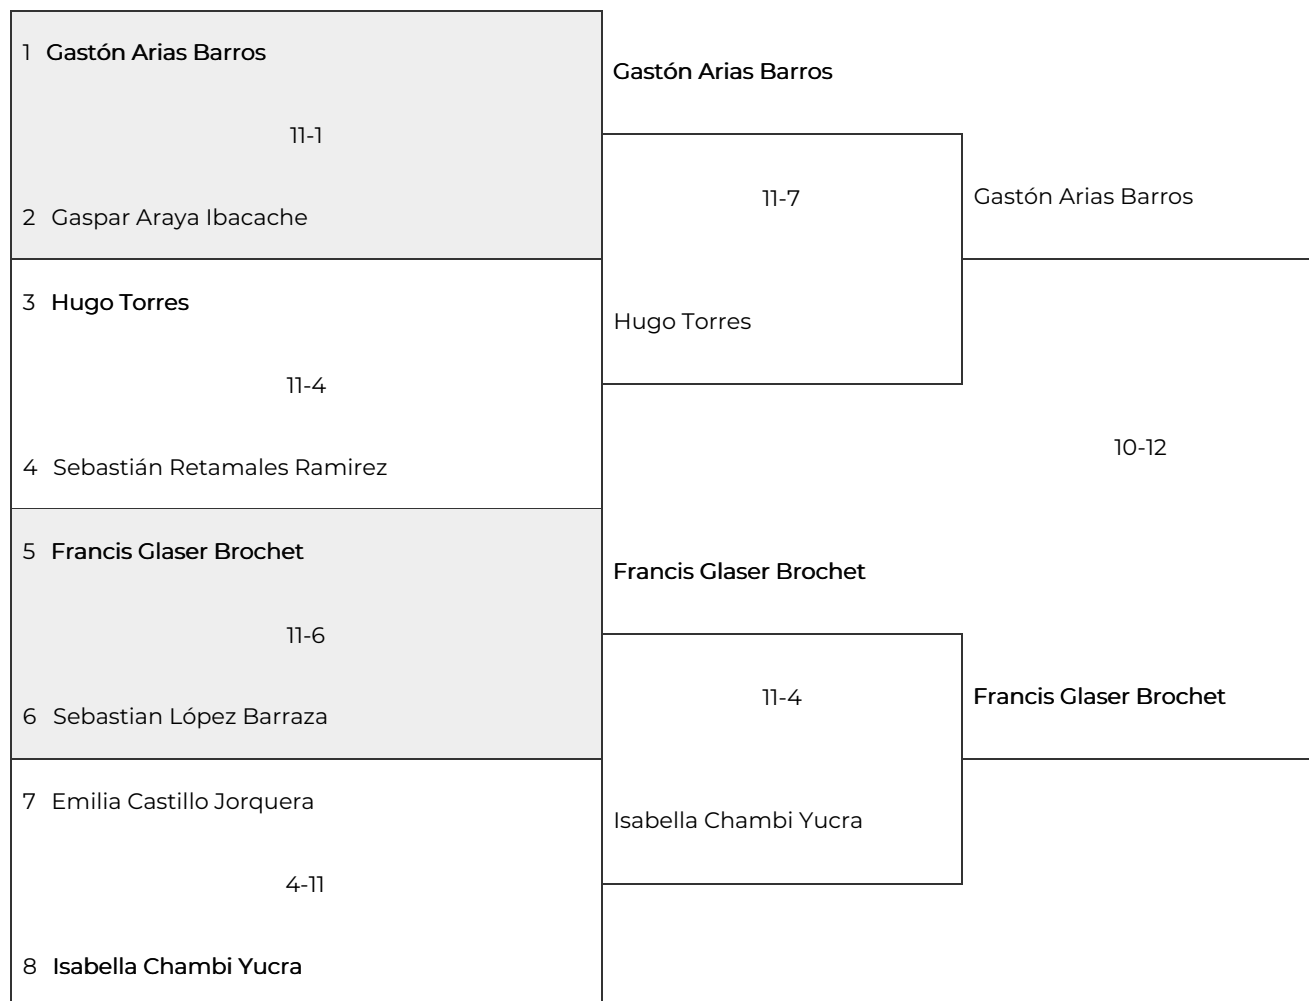 1 Gastón Arias Barros
11-1
2 Gaspar Araya Ibacache
3 Hugo Torres
11-4
4 Sebastián Retamales Ramirez
5 Francis Glaser Brochet
11-6
6 Sebastian López Barraza
7 Emilia Castillo Jorquera
4-11
8 Isabella Chambi Yucra
Gastón Arias Barros
11-7
Hugo Torres
Francis Glaser Brochet
11-4
Isabella Chambi Yucra
Gastón Arias Barros
10-12
Francis Glaser Brochet